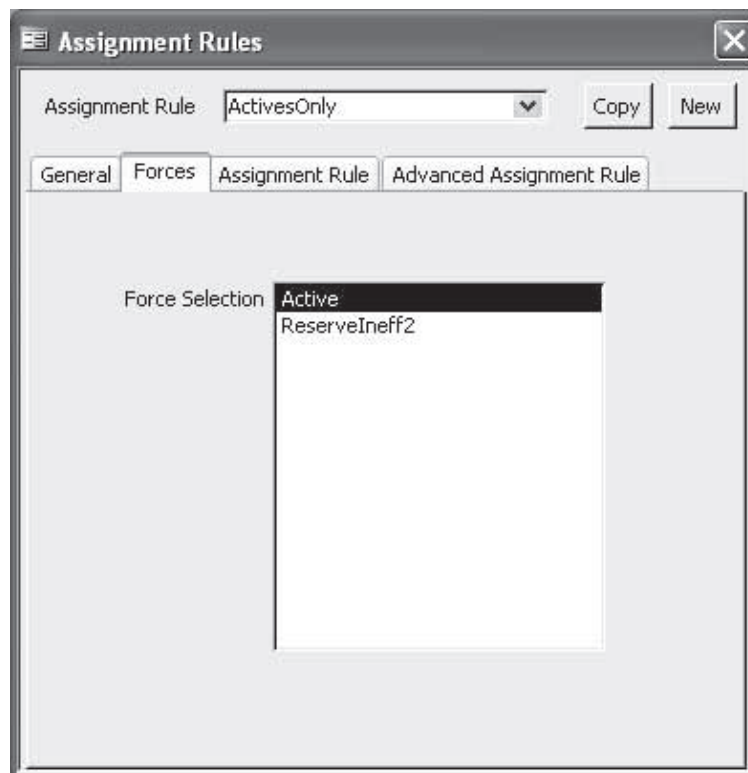 Assignment Rules
Assignment Rule ActivesOnly Copy New
General Forces Assignment Rule Advanced Assignment Rule
Force Selection Active
ReserveIneff2